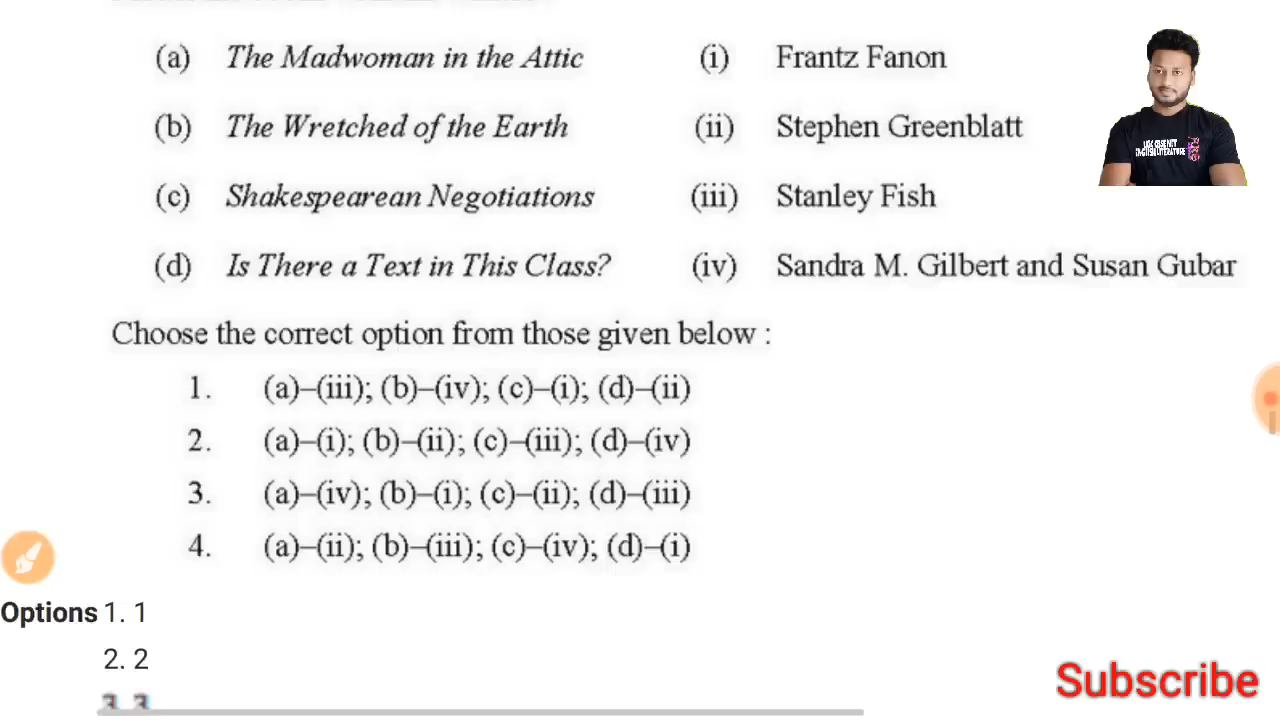 (a) The Madwoman in the Attic (i) Frantz Fanon
(b) The Wretched of the Earth (ii) Stephen Greenblatt
(c) Shakespearean Negotiations (iii) Stanley Fish
(d) Is There a Text in This Class? (iv) Sandra M. Gilbert and Susan Gubar
Choose the correct option from those given below :
1. (a)–(iii); (b)–(iv); (c)–(i); (d)–(ii)
2. (a)–(i); (b)–(ii); (c)–(iii); (d)–(iv)
3. (a)–(iv); (b)–(i); (c)–(ii); (d)–(iii)
4. (a)–(ii); (b)–(iii); (c)–(iv); (d)–(i)
Options 1. 1
2. 2
3. 3
Subscribe